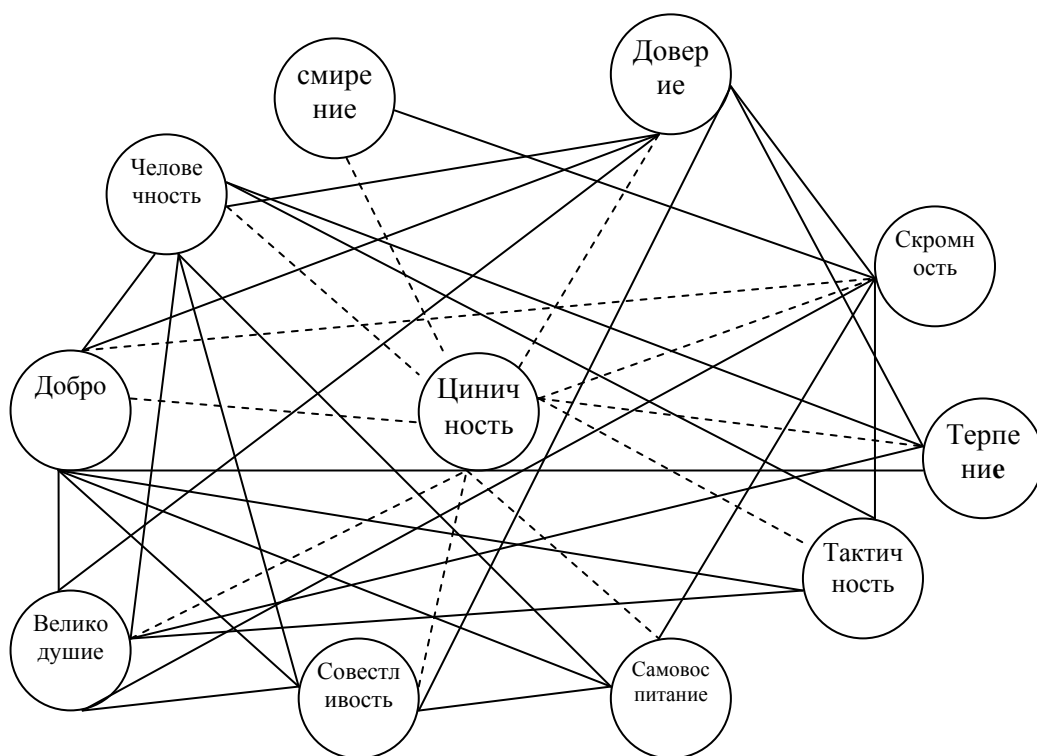 смире
ние
Довер
ие
Челове
чность
Скромн
ость
Добро
Цинич
ность
Терпе
ние
Тактич
ность
Велико
душие
Совестл
ивость
Самовос
питание